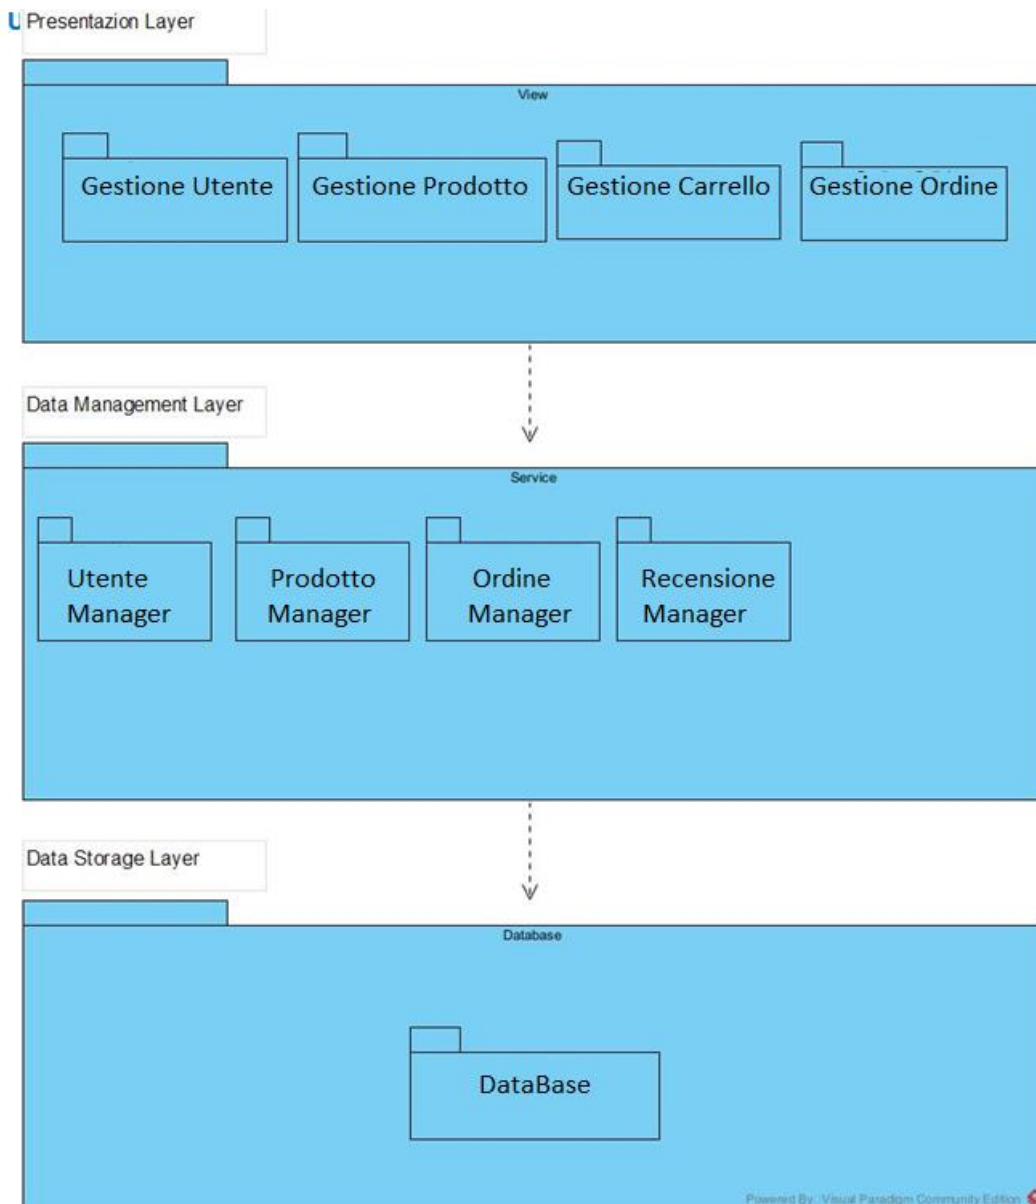 U
Presentazion Layer
View
Gestione Utente
Gestione Prodotto
Gestione Carrello
Gestione Ordine
Data Management Layer
Service
Utente
Manager
Prodotto
Manager
Ordine
Manager
Recensione
Manager
Data Storage Layer
Database
DataBase
Powered By: Visual Paradigm Community Edition